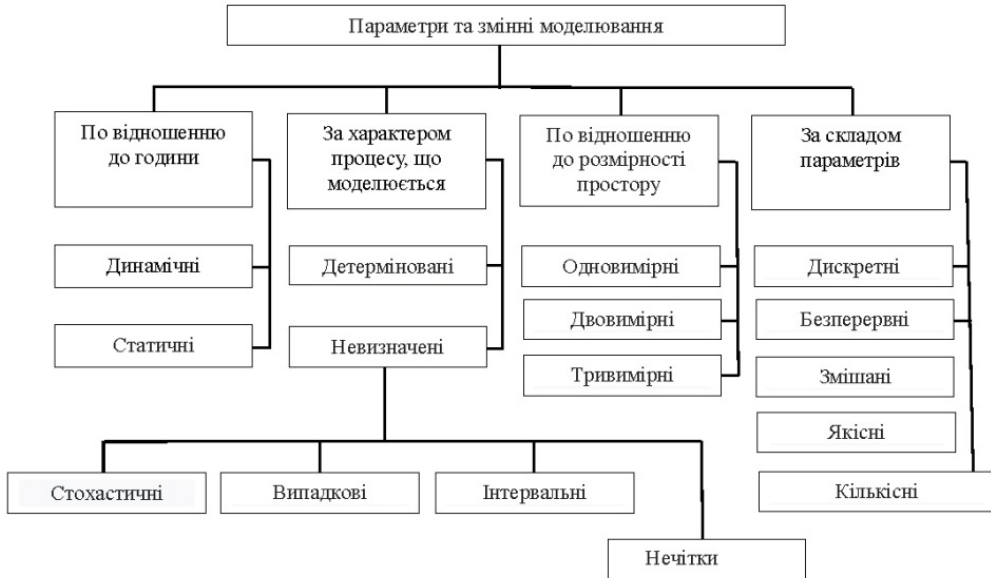 Параметри та змінні моделювання
По відношенню
до години
За характером
процесу, що
моделюється
По відношенню
до розмірності
простору
За складом
параметрів
Динамічні
Детерміновані
Одновимірні
Дискретні
Двовимірні
Безперервні
Статичні
Невизначені
Тривимірні
Змішані
Якісні
Стохастичні
Випадкові
Інтервальні
Кількісні
Нечітки